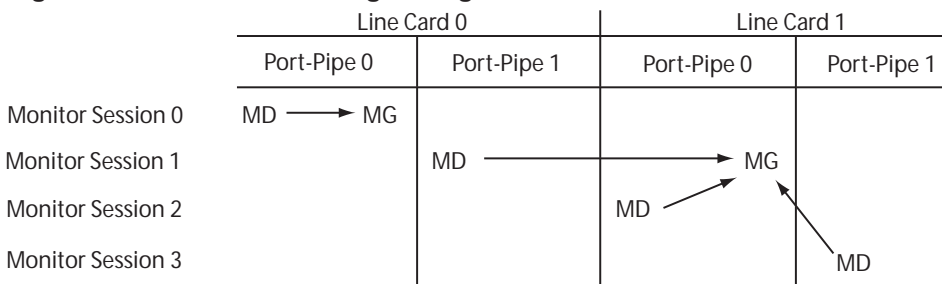 Line Card 0 Line Card 1
Port-Pipe 0 Port-Pipe 1 Port-Pipe 0 Port-Pipe 1
Monitor Session 0 MD MG
Monitor Session 1 MD MG
Monitor Session 2 MD
Monitor Session 3 MD